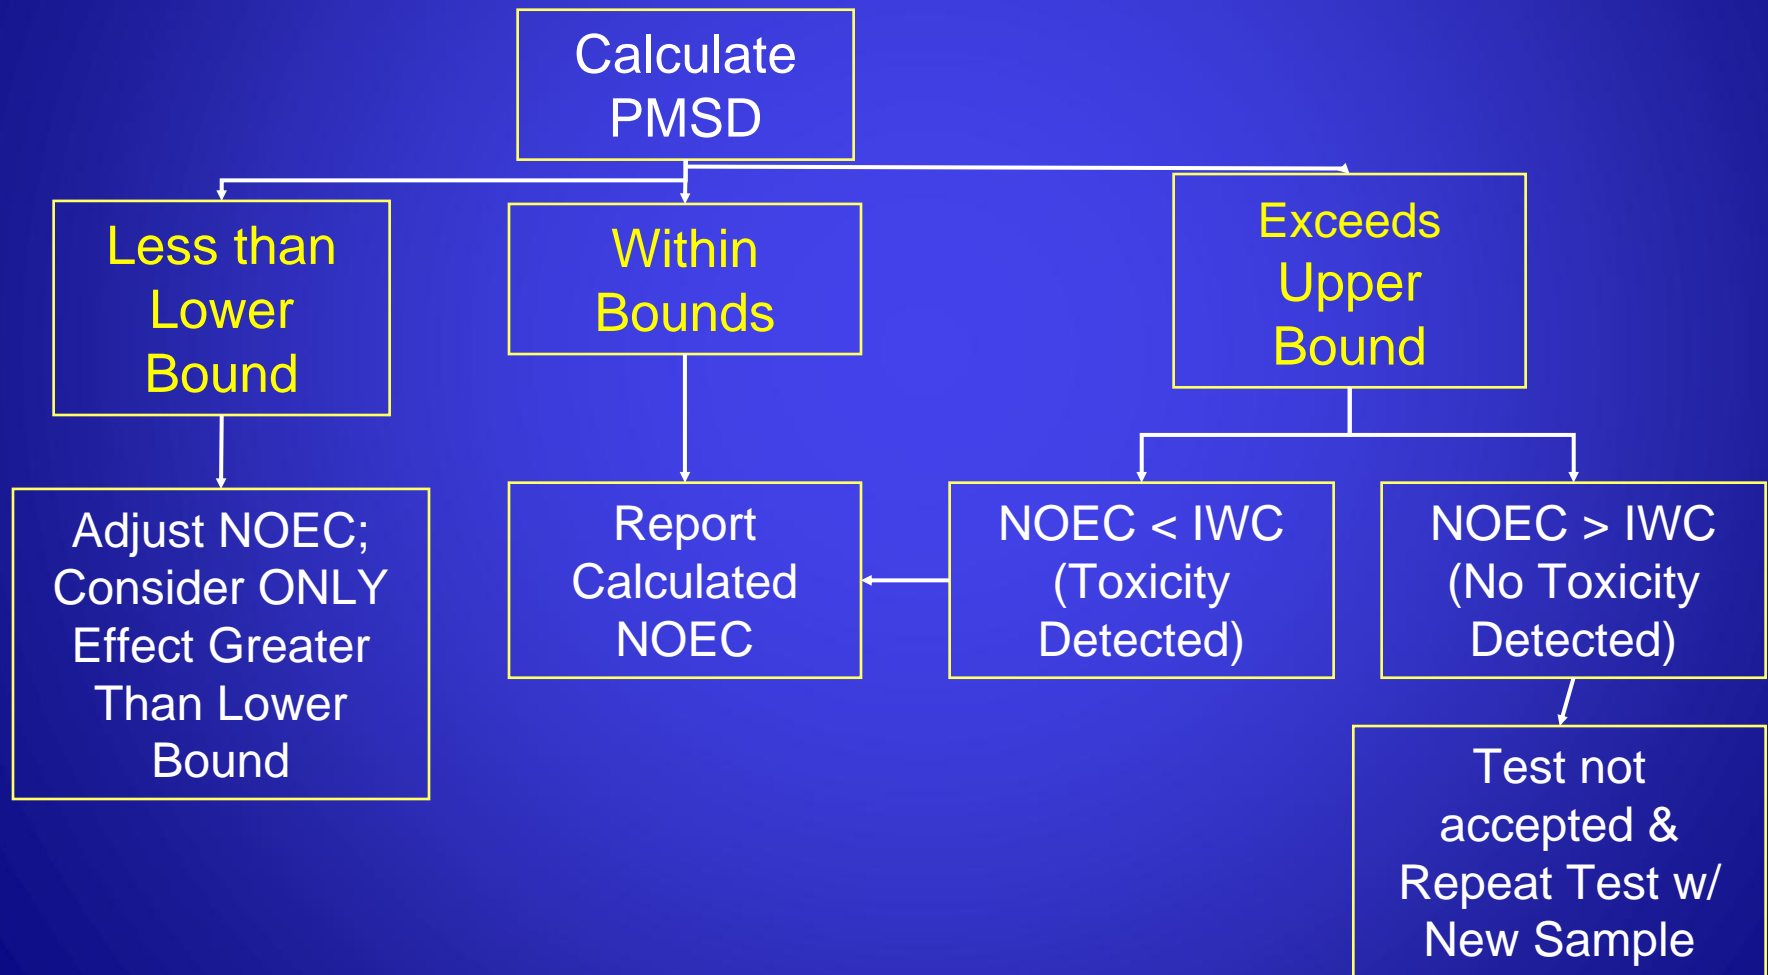 Calculate
PMSD
Less than
Lower
Bound
Within
Bounds
Exceeds
Upper
Bound
Adjust NOEC;
Consider ONLY
Effect Greater
Than Lower
Bound
Report
Calculated
NOEC
NOEC < IWC
(Toxicity
Detected)
NOEC > IWC
(No Toxicity
Detected)
Test not
accepted &
Repeat Test w/
New Sample